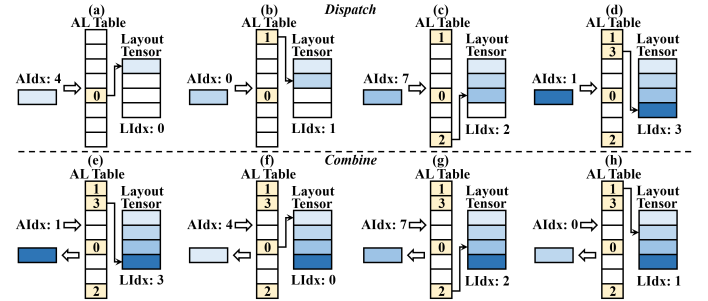 (a) (b) Dispatch (c) (d)
AL Table AL Table AL Table AL Table
Layout Tensor Layout Tensor Layout Tensor Layout Tensor
AIdx: 4 AIdx: 0 AIdx: 7 AIdx: 1
0
1
0
1
0
2
1
3
0
2
LIdx: 0 LIdx: 1 LIdx: 2 LIdx: 3
(e) (f) Combine (g) (h)
AL Table AL Table AL Table AL Table
Layout Tensor Layout Tensor Layout Tensor Layout Tensor
AIdx: 1 AIdx: 4 AIdx: 7 AIdx: 0
1
3
0
2
1
3
0
2
1
3
0
2
1
3
0
2
LIdx: 3 LIdx: 0 LIdx: 2 LIdx: 1